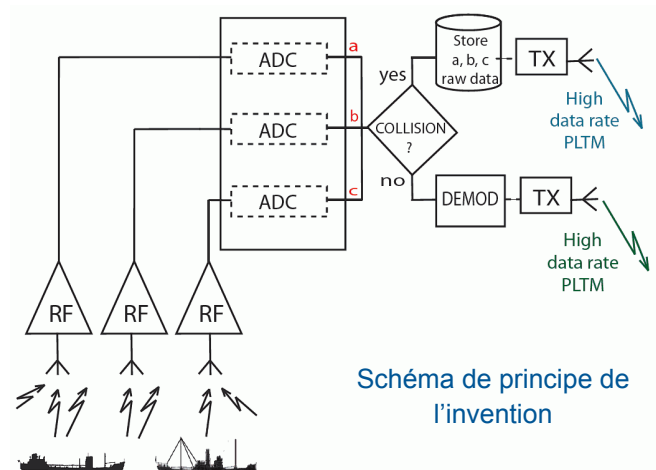 ADC
a
ADC
b
ADC
c
RF
RF
RF
COLLISION
?
yes
no
Store
a, b, c
raw data
TX
High
data rate
PLTM
DEMOD
TX
High
data rate
PLTM
Schéma de principe de
l'invention